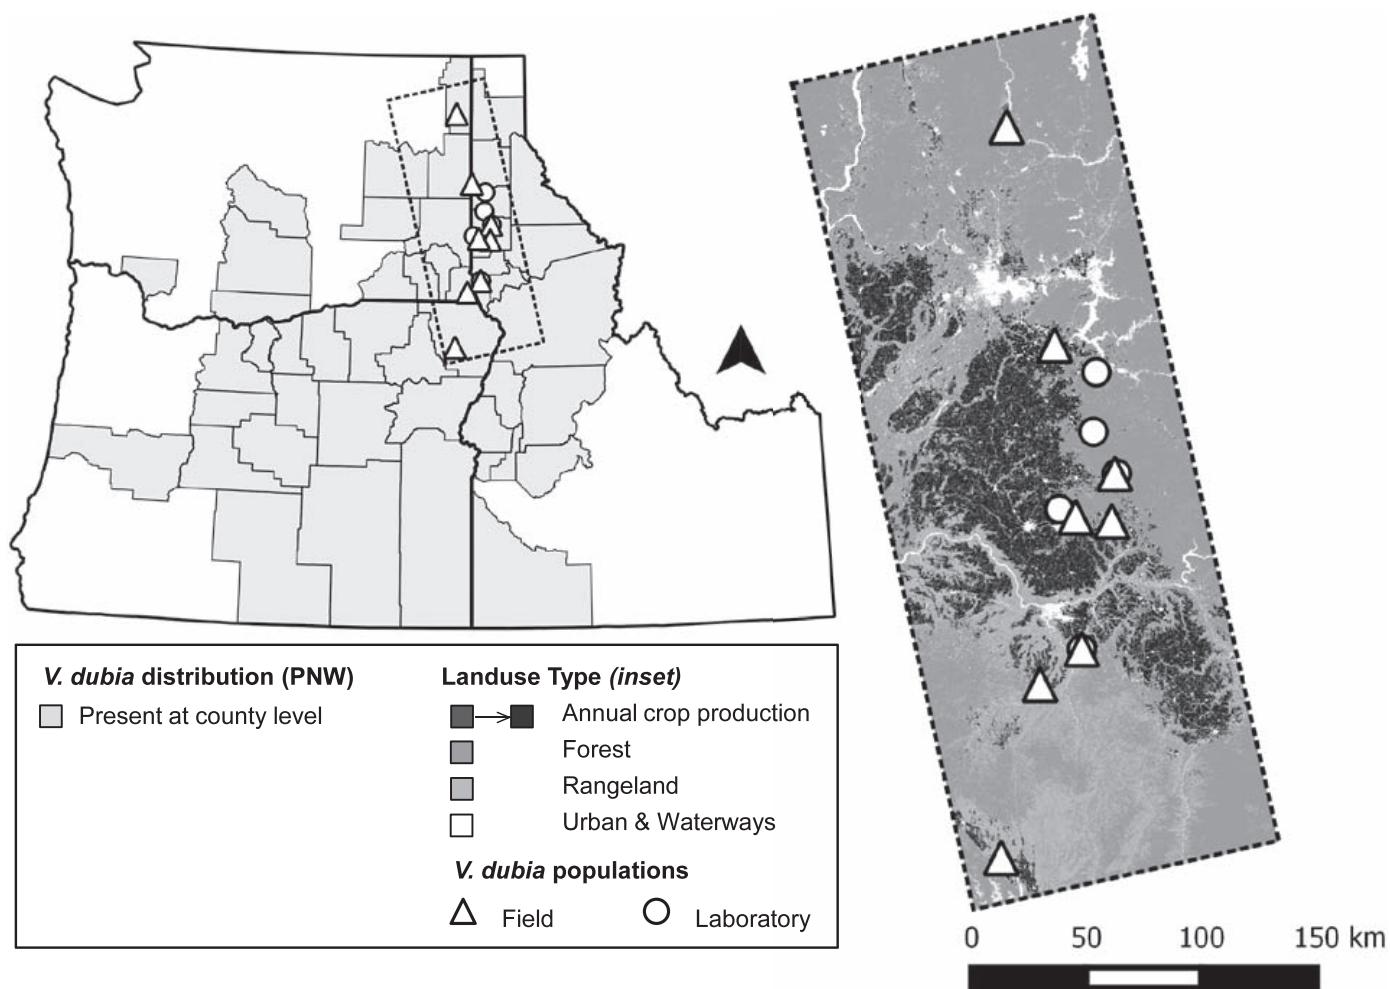 V. dubia distribution (PNW)
Present at county level
Landuse Type (inset)
Annual crop production
Forest
Rangeland
Urban & Waterways
V. dubia populations
Field
Laboratory
0 50 100 150 km